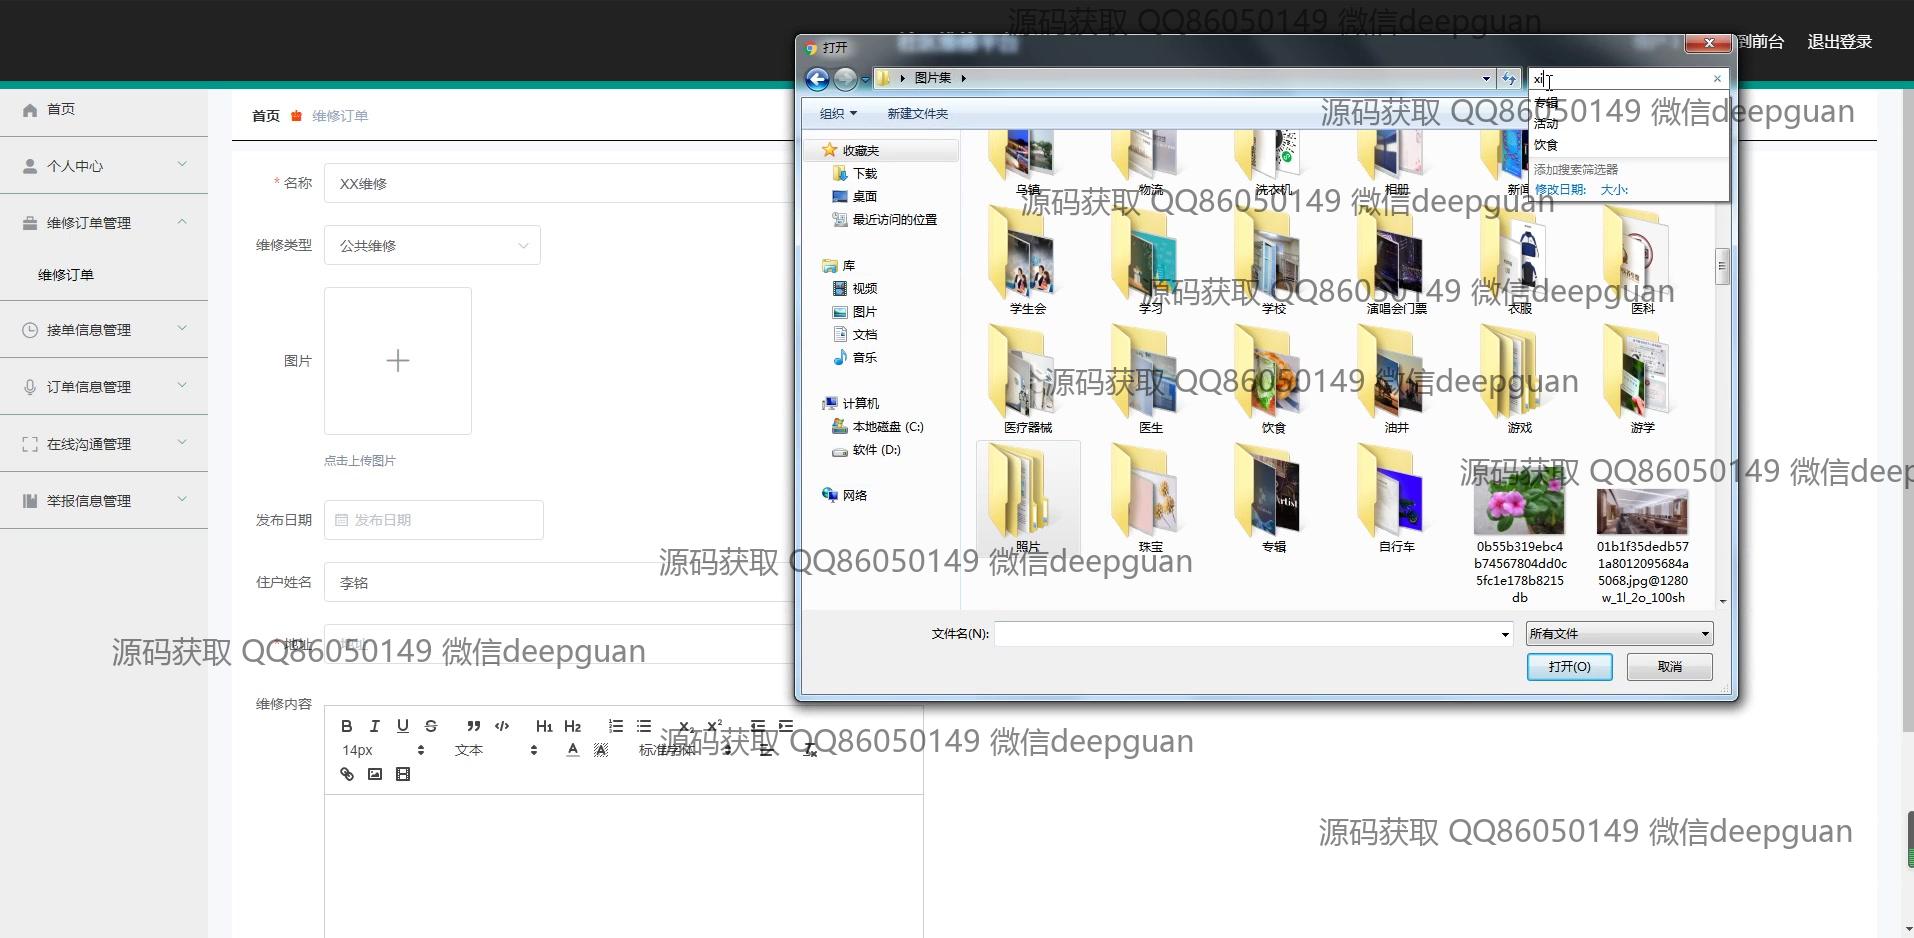 源码获取 QQ86050149 微信deepguan
打开
到前台
退出登录
图片集
xi
组织
新建文件夹
源码获取 QQ86050149 微信deepguan
专辑
活动
饮食
添加搜索筛选器
修改日期:
大小:
首页
个人中心
维修订单管理
维修订单
接单信息管理
订单信息管理
在线沟通管理
举报信息管理
首页
维修订单
* 名称
XX维修
维修类型
公共维修
图片
点击上传图片
发布日期
发布日期
住户姓名
李铭
* 地址
地址
维修内容
B I U S
H1 H2
X₂ X²
14px
文本
标准字体
收藏夹
下载
桌面
最近访问的位置
库
视频
图片
文档
音乐
计算机
本地磁盘 (C:)
软件 (D:)
网络
乌镇
物流
洗衣机
相册
源码获取 QQ86050149 微信deepguan
学生会
学习
学校
演唱会门票
衣服
医科
源码获取 QQ86050149 微信deepguan
医疗器械
医生
饮食
油井
游戏
游学
源码获取 QQ86050149 微信deepguan
照片
珠宝
专辑
自行车
0b55b319ebc4
b74567804dd0c
5fc1e178b8215
db
01b1f35dedb57
1a8012095684a
5068.jpg@1280
w_1l_2o_100sh
源码获取 QQ86050149 微信deep
源码获取 QQ86050149 微信deepguan
文件名(N):
所有文件
打开(O)
取消
源码获取 QQ86050149 微信deepguan
源码获取 QQ86050149 微信deepguan
源码获取 QQ86050149 微信deepguan